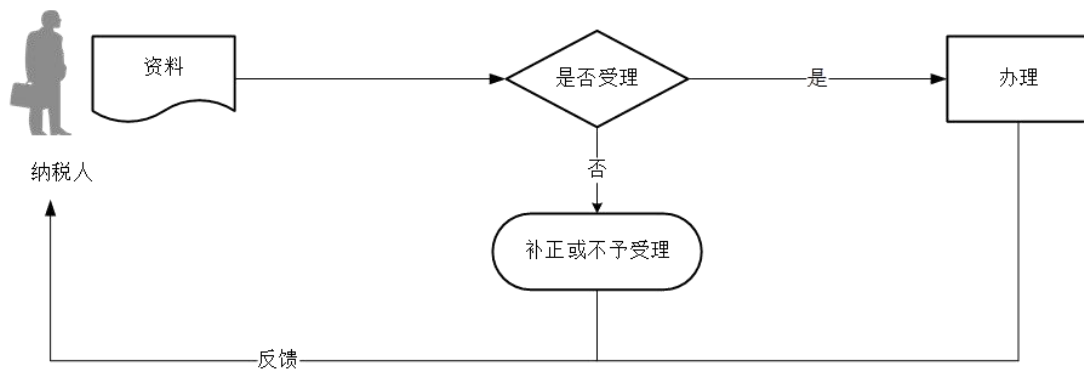 资料
是否受理
是
办理
纳税人
否
补正或不予受理
反馈